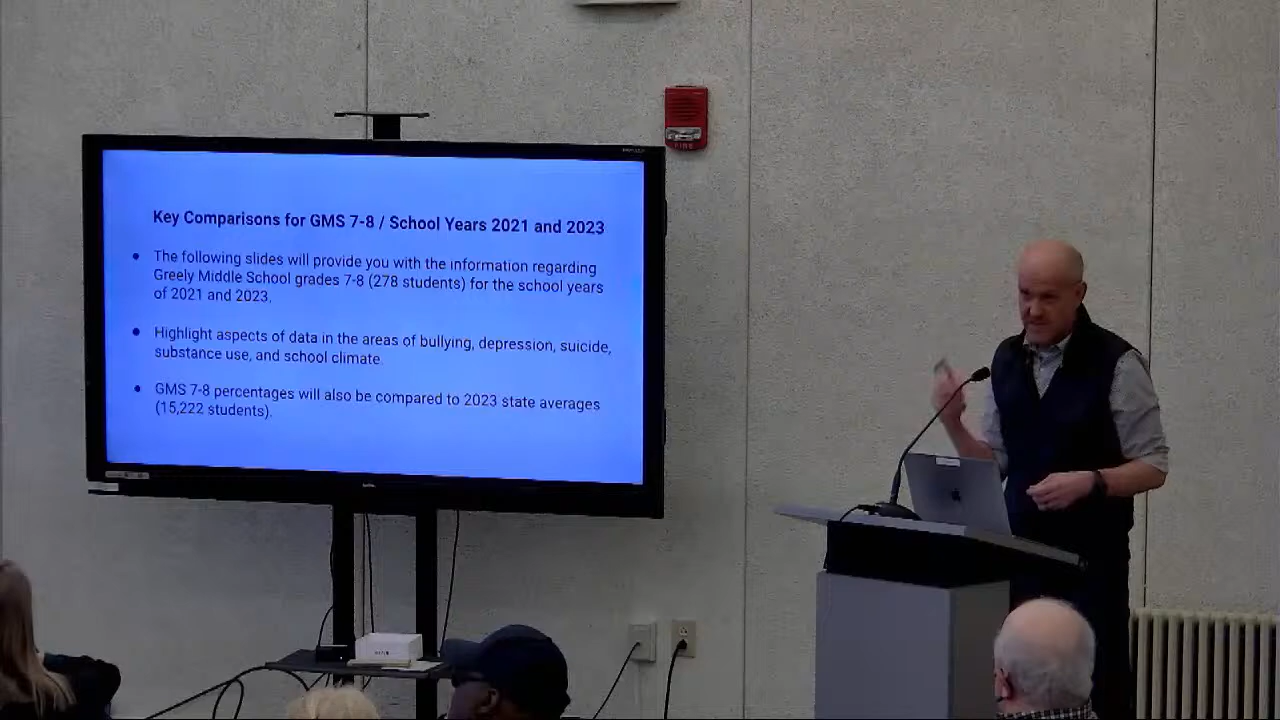 FIRE
Key Comparisons for GMS 7-8 / School Years 2021 and 2023
● The following slides will provide you with the information regarding
Greely Middle School grades 7-8 (278 students) for the school years
of 2021 and 2023.
● Highlight aspects of data in the areas of bullying, depression, suicide,
substance use, and school climate.
● GMS 7-8 percentages will also be compared to 2023 state averages
(15,222 students).